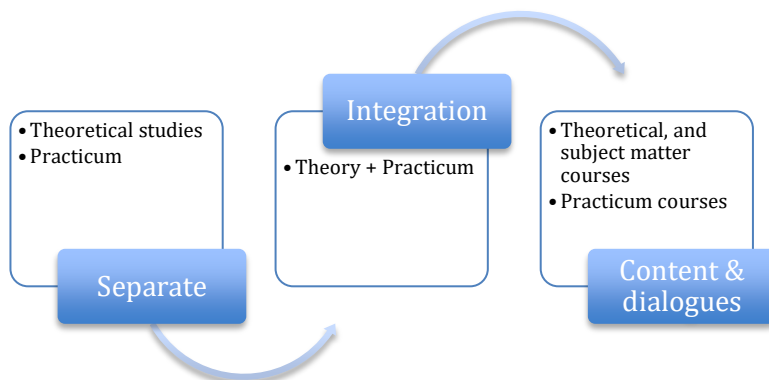 • Theoretical studies
• Practicum
Separate
Integration
• Theory + Practicum
• Theoretical, and
subject matter
courses
• Practicum courses
Content &
dialogues